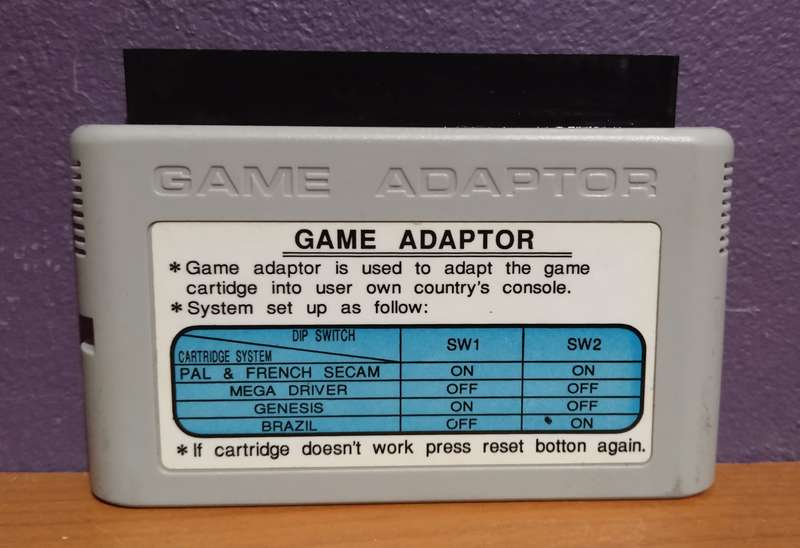 GAME ADAPTOR
GAME ADAPTOR
* Game adaptor is used to adapt the game
cartidge into user own country's console.
* System set up as follow:
DIP SWITCH
CARTRIDGE SYSTEM SW1 SW2
PAL & FRENCH SECAM ON ON
MEGA DRIVER OFF OFF
GENESIS ON OFF
BRAZIL OFF ON
* If cartridge doesn't work press reset botton again.